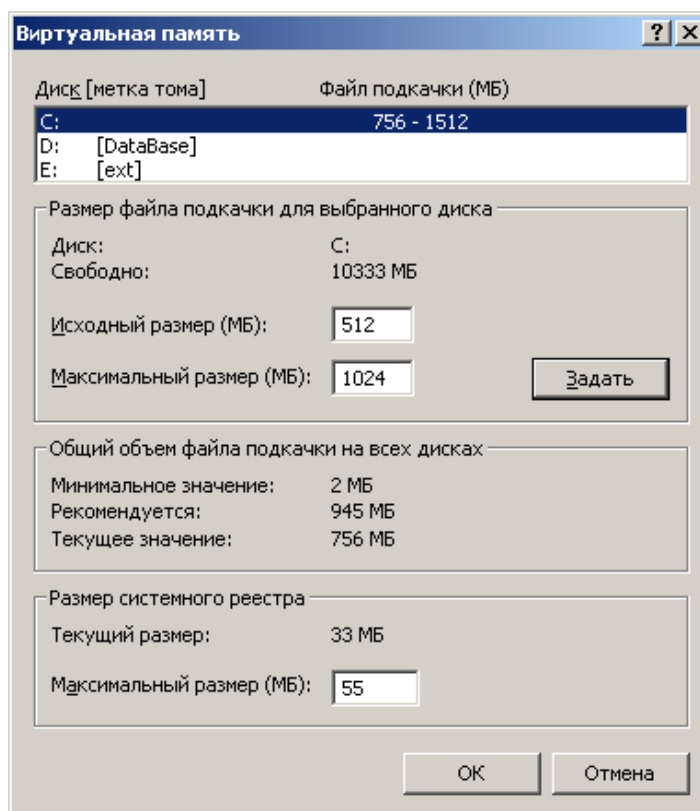 Виртуальная память
Диск [метка тома] Файл подкачки (МБ)
C: 756 - 1512
D: [DataBase]
E: [ext]
Размер файла подкачки для выбранного диска
Диск: C:
Свободно: 10333 МБ
Исходный размер (МБ): 512
Максимальный размер (МБ): 1024 Задать
Общий объем файла подкачки на всех дисках
Минимальное значение: 2 МБ
Рекомендуется: 945 МБ
Текущее значение: 756 МБ
Размер системного реестра
Текущий размер: 33 МБ
Максимальный размер (МБ): 55
ОК Отмена